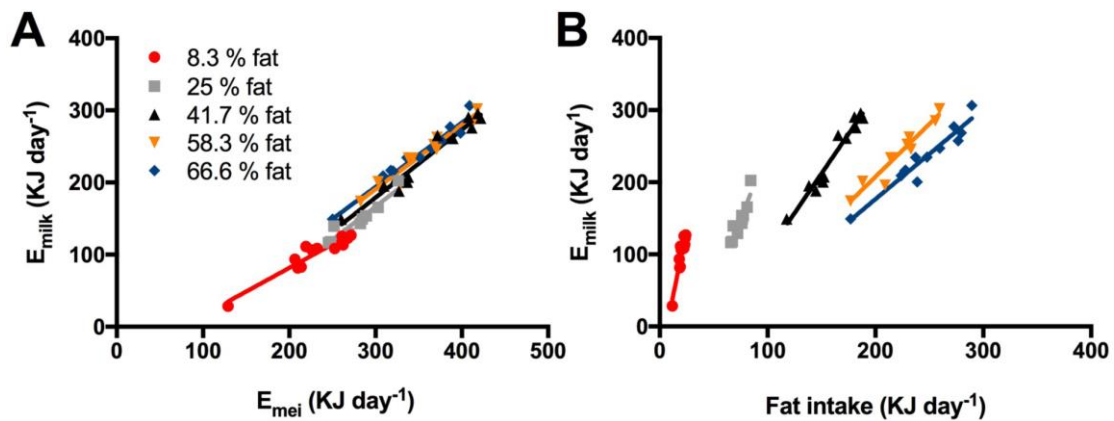 A
8.3 % fat
25 % fat
41.7 % fat
58.3 % fat
66.6 % fat
400
300
200
100
0
E_milk (KJ day⁻¹)
0 100 200 300 400 500
E_mei (KJ day⁻¹)
B
400
300
200
100
0
E_milk (KJ day¹)
0 100 200 300 400
Fat intake (KJ day⁻¹)